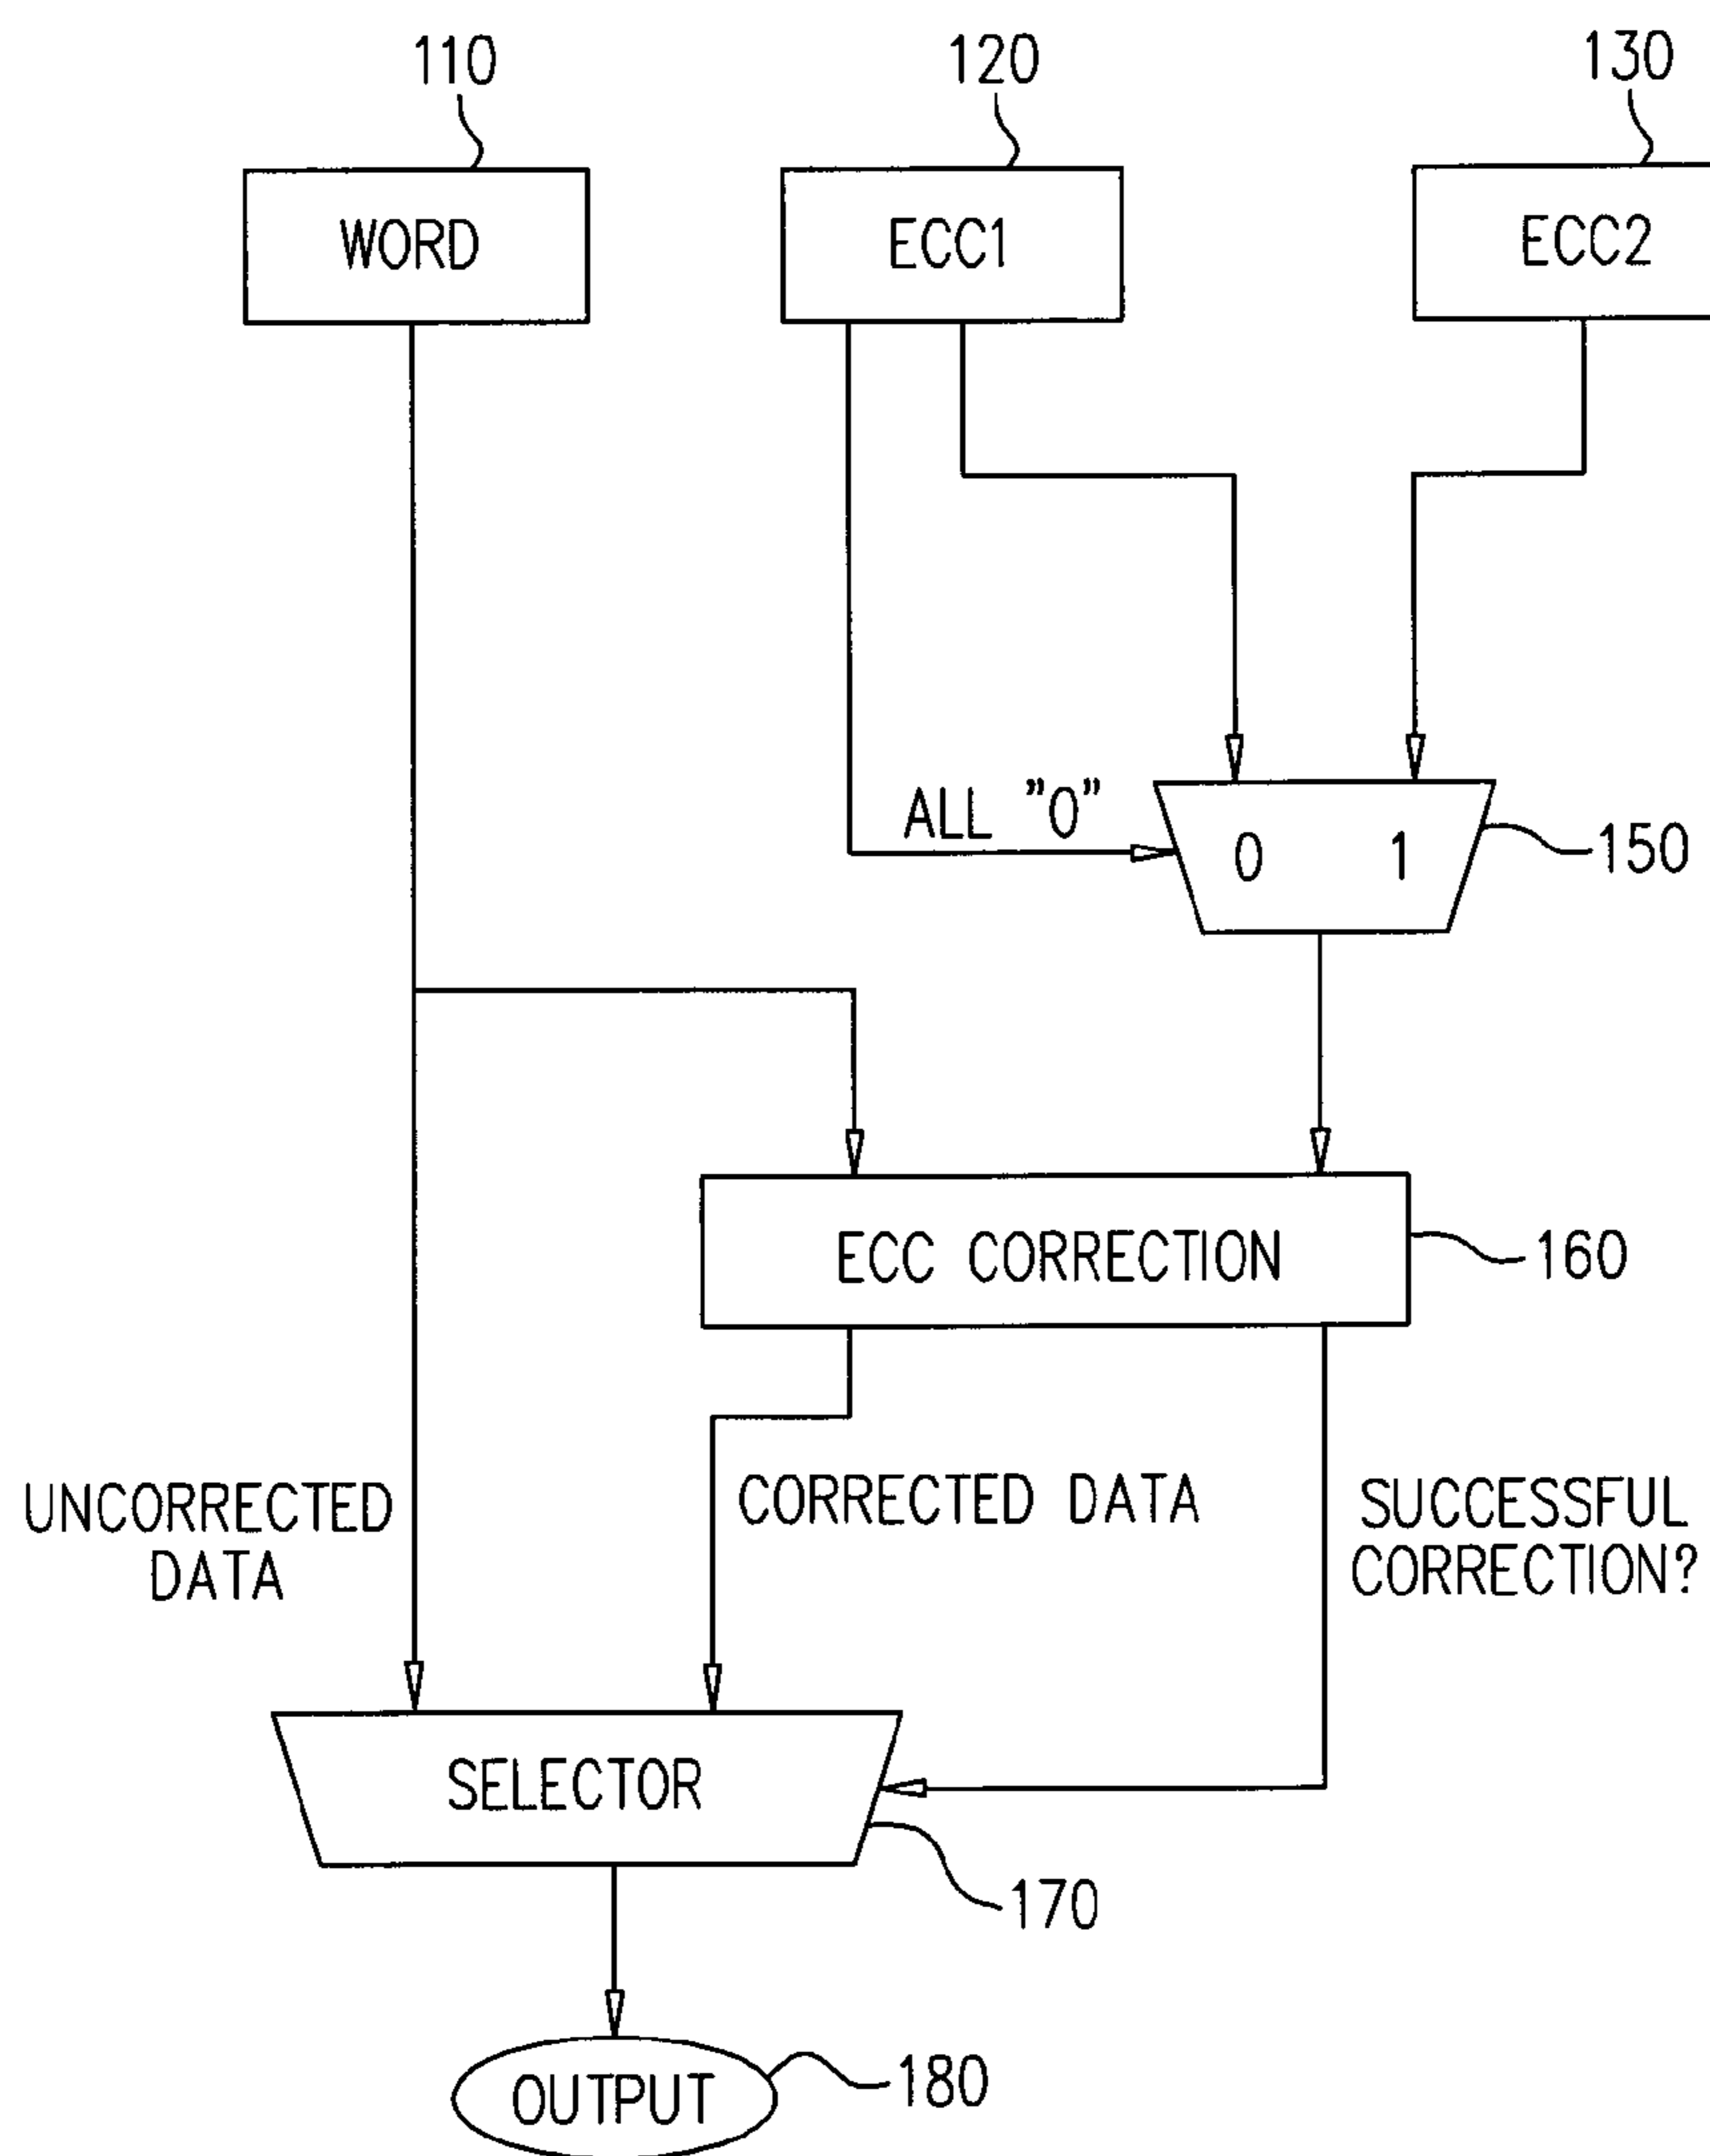 110
120
130
WORD
ECC1
ECC2
ALL "0"
0
1
150
ECC CORRECTION
160
UNCORRECTED
DATA
CORRECTED DATA
SUCCESSFUL
CORRECTION?
SELECTOR
170
OUTPUT
180